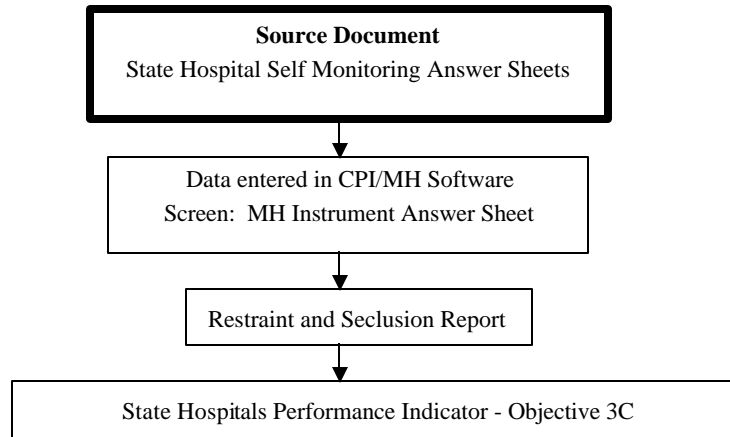 Source Document
State Hospital Self Monitoring Answer Sheets
Data entered in CPI/MH Software
Screen:  MH Instrument Answer Sheet
Restraint and Seclusion Report
State Hospitals Performance Indicator - Objective 3C